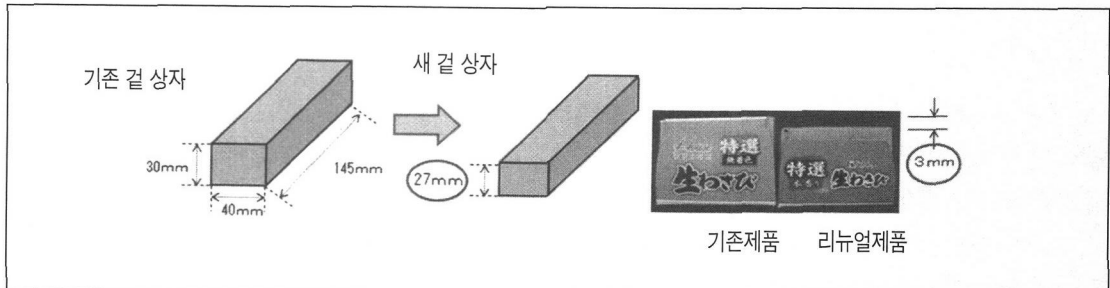 기존 겉 상자
새 겉 상자
30mm
40mm
145mm
27mm
特選
生わさび
特選
生わさび
3mm
기존제품
리뉴얼제품